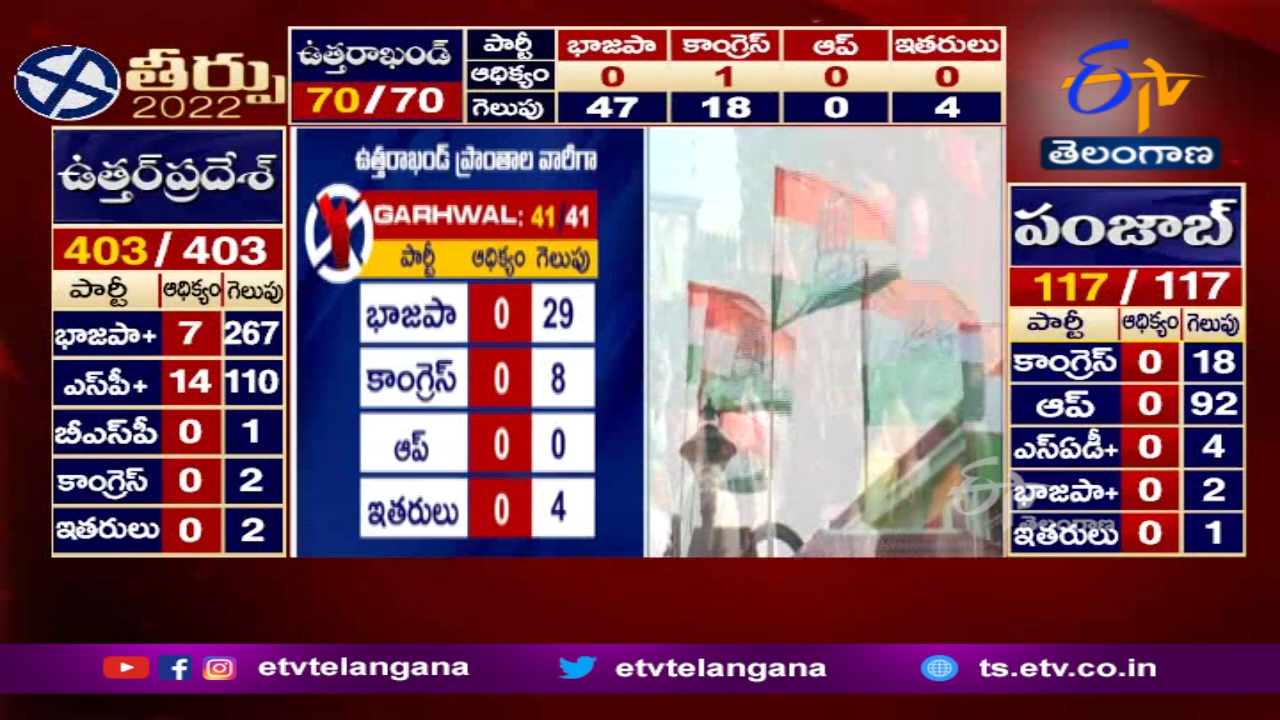 తీర్పు
2022
ఉత్తరాఖండ్
70/70
పార్టీ భాజపా కాంగ్రెస్ ఆప్ ఇతరులు
ఆధిక్యం 0 1 0 0
గెలుపు 47 18 0 4
ETV
తెలంగాణ
ఉత్తర్‌ప్రదేశ్
403/403
పార్టీ ఆధిక్యం గెలుపు
భాజపా+ 7 267
ఎస్‌పీ+ 14 110
బీఎస్‌పీ 0 1
కాంగ్రెస్ 0 2
ఇతరులు 0 2
ఉత్తరాఖండ్ ప్రాంతాల వారీగా
GARHWAL: 41/41
పార్టీ ఆధిక్యం గెలుపు
భాజపా 0 29
కాంగ్రెస్ 0 8
ఆప్ 0 0
ఇతరులు 0 4
పంజాబ్
117/117
పార్టీ ఆధిక్యం గెలుపు
కాంగ్రెస్ 0 18
ఆప్ 0 92
ఎస్ఏడీ+ 0 4
భాజపా+ 0 2
ఇతరులు 0 1
తెలంగాణ
etvtelangana etvtelangana ts.etv.co.in